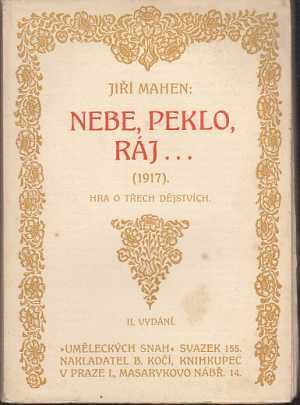 JIŘÍ MAHEN:
NEBE, PEKLO,
RÁJ...
(1917).
HRA O TŘECH DĚJSTVÍCH.
II. VYDÁNÍ.
•UMĚLECKÝCH SNAH• SVAZEK 155.
NAKLADATEL B. KOČÍ, KNIHKUPEC
V PRAZE I., MASARYKOVO NÁBŘ. 14.